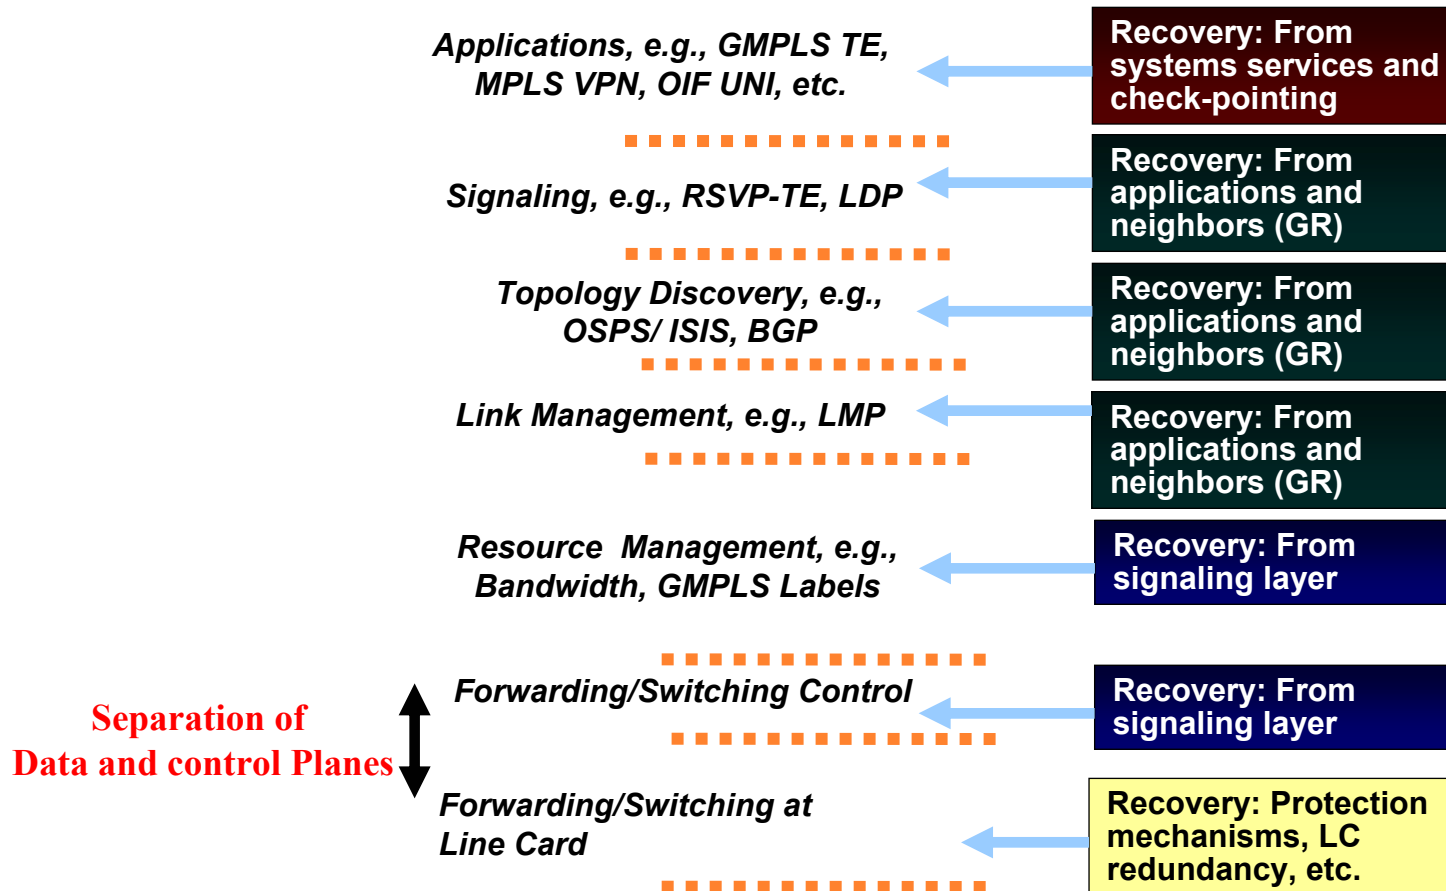 Applications, e.g., GMPLS TE,
MPLS VPN, OIF UNI, etc.
Recovery: From
systems services and
check-pointing
Signaling, e.g., RSVP-TE, LDP
Recovery: From
applications and
neighbors (GR)
Topology Discovery, e.g.,
OSPS/ ISIS, BGP
Recovery: From
applications and
neighbors (GR)
Link Management, e.g., LMP
Recovery: From
applications and
neighbors (GR)
Resource Management, e.g.,
Bandwidth, GMPLS Labels
Recovery: From
signaling layer
Separation of
Data and control Planes
Forwarding/Switching Control
Recovery: From
signaling layer
Forwarding/Switching at
Line Card
Recovery: Protection
mechanisms, LC
redundancy, etc.